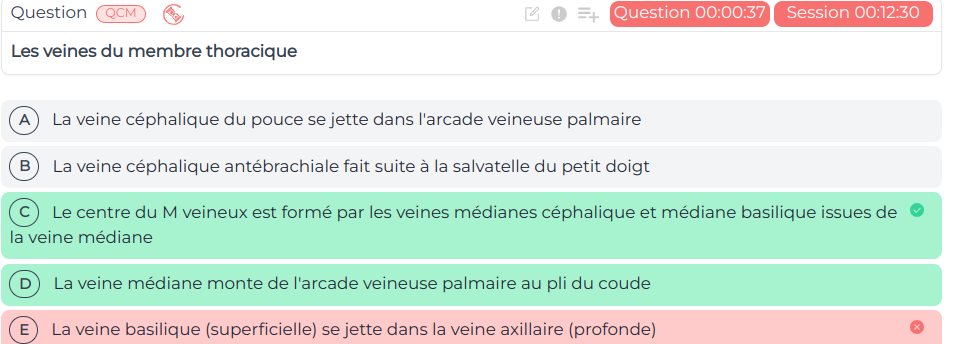 Question QCM Question 00:00:37 Session 00:12:30
Les veines du membre thoracique
A La veine céphalique du pouce se jette dans l'arcade veineuse palmaire
B La veine céphalique antébrachiale fait suite à la salvatelle du petit doigt
C Le centre du M veineux est formé par les veines médianes céphalique et médiane basilique issues de
la veine médiane
D La veine médiane monte de l'arcade veineuse palmaire au pli du coude
E La veine basilique (superficielle) se jette dans la veine axillaire (profonde)